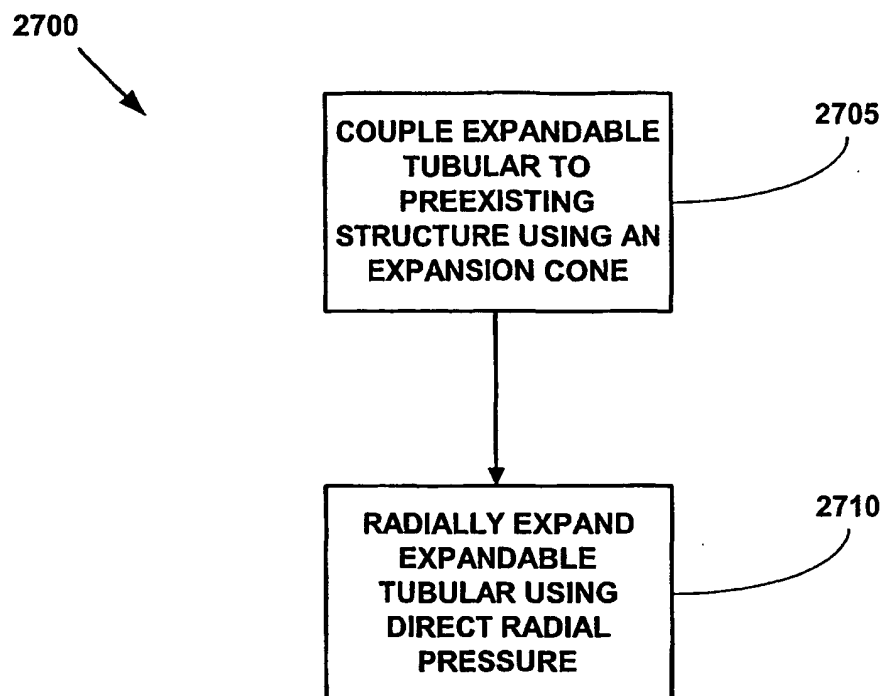 2700
2705
COUPLE EXPANDABLE
TUBULAR TO
PREEXISTING
STRUCTURE USING AN
EXPANSION CONE
2710
RADIALLY EXPAND
EXPANDABLE
TUBULAR USING
DIRECT RADIAL
PRESSURE